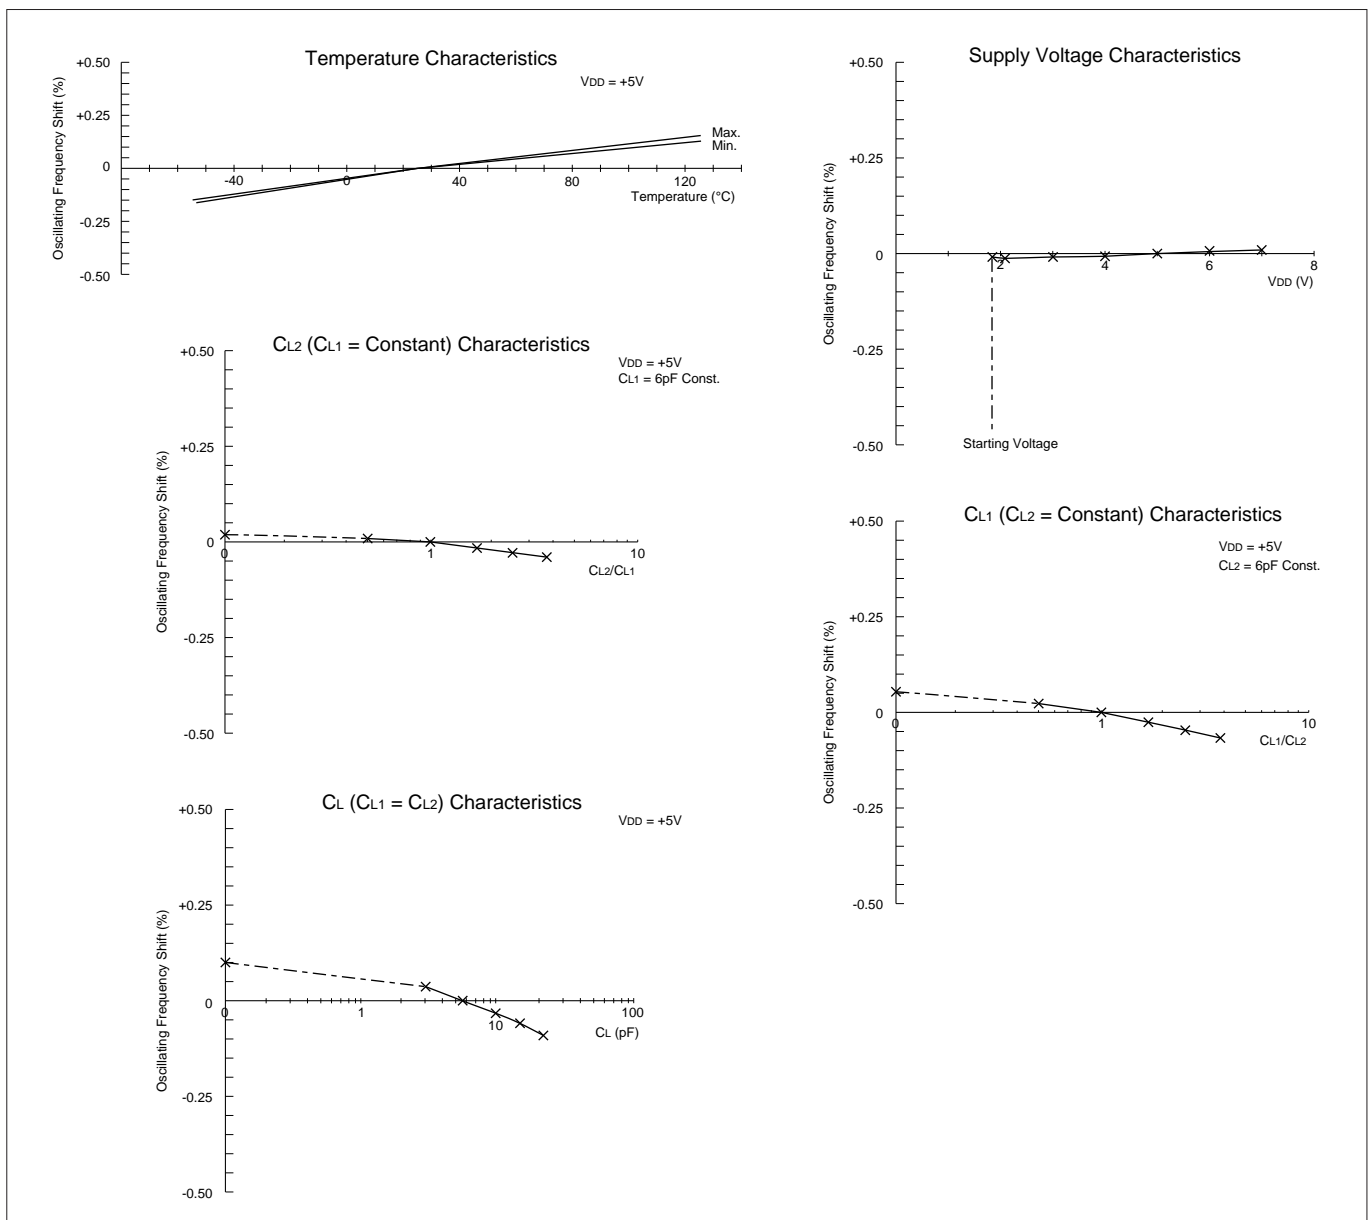 Temperature Characteristics
VDD = +5V
Oscillating Frequency Shift (%)
+0.50
+0.25
0
-0.25
-0.50
-40
0
40
80
120
Max.
Min.
Temperature (°C)
Supply Voltage Characteristics
Oscillating Frequency Shift (%)
+0.50
+0.25
0
-0.25
-0.50
2
4
6
8
VDD (V)
Starting Voltage
CL2 (CL1 = Constant) Characteristics
VDD = +5V
CL1 = 6pF Const.
Oscillating Frequency Shift (%)
+0.50
+0.25
0
-0.25
-0.50
0
1
10
CL2/CL1
CL1 (CL2 = Constant) Characteristics
VDD = +5V
CL2 = 6pF Const.
Oscillating Frequency Shift (%)
+0.50
+0.25
0
-0.25
-0.50
0
1
10
CL1/CL2
CL (CL1 = CL2) Characteristics
VDD = +5V
Oscillating Frequency Shift (%)
+0.50
+0.25
0
-0.25
-0.50
0
1
10
100
CL (pF)